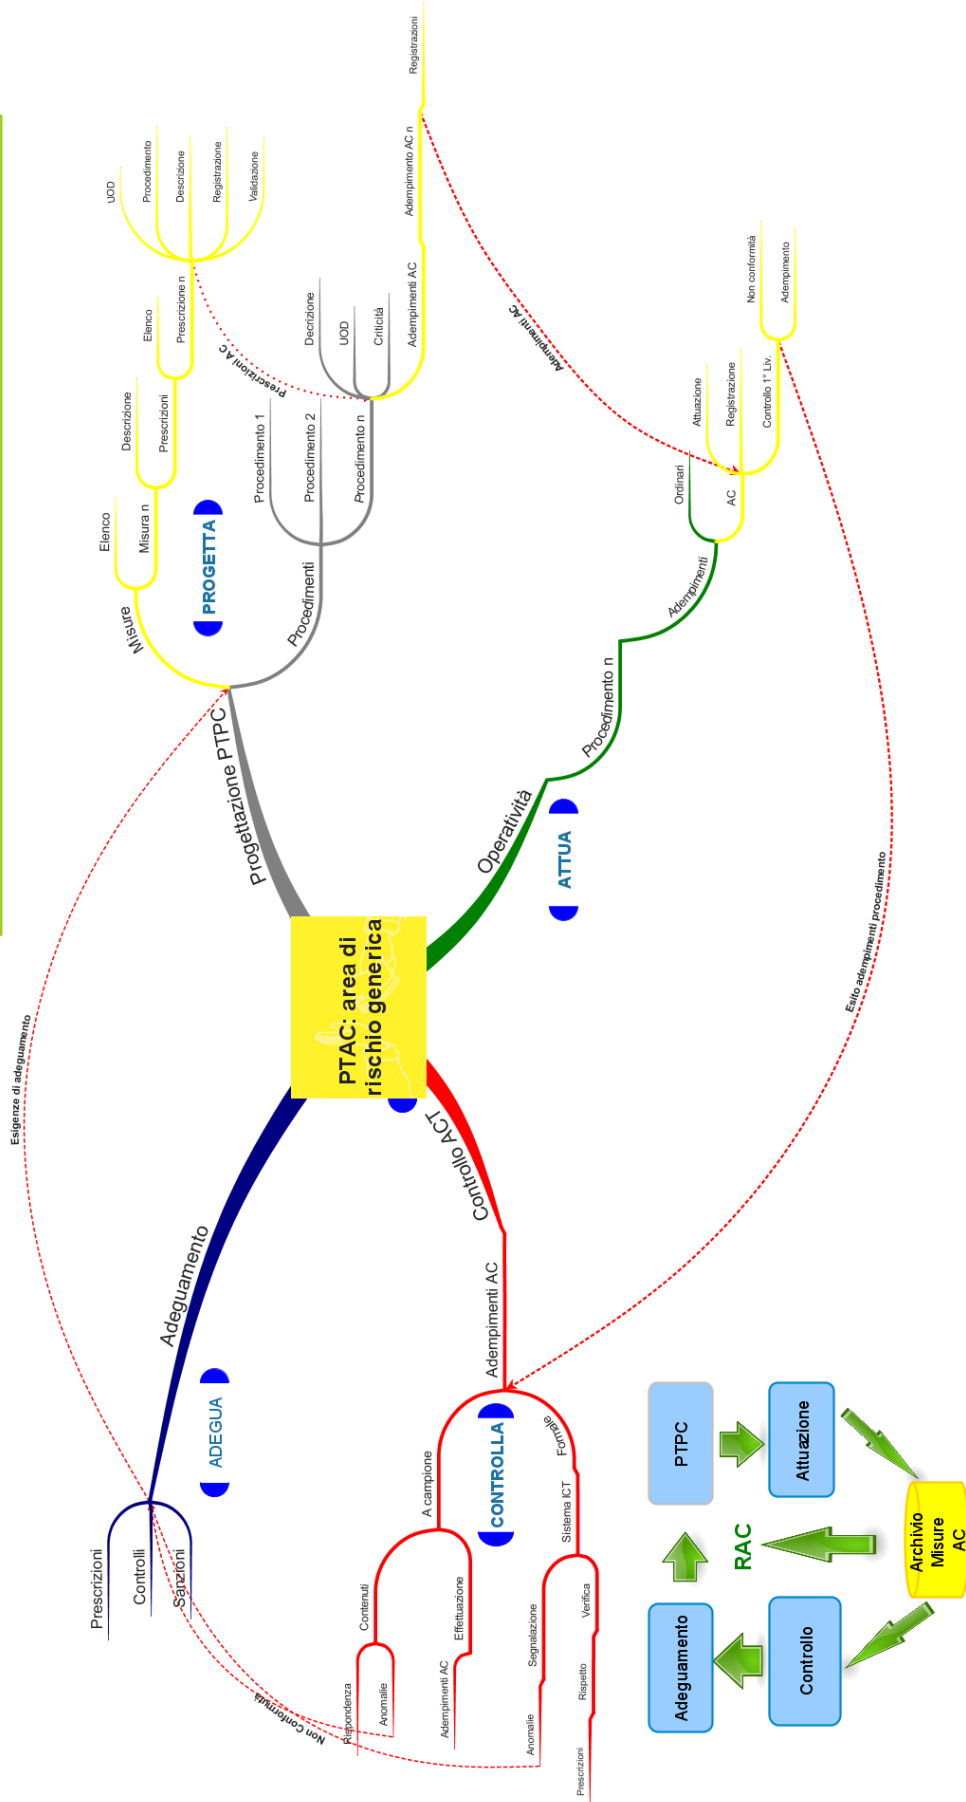 PTAC: area di
rischio generica
Progettazione PTPC
PROGETTA
Misure
Elenco
Misura n
Descrizione
Prescrizioni
Elenco
Prescrizione n
UOD
Procedimento
Descrizione
Registrazione
Validazione
Procedimenti
Procedimento 1
Procedimento 2
Procedimento n
Decrizione
UOD
Criticità
Adempimenti AC
Adempimento AC n
Registrazioni
Prescrizioni AC
Adempimenti AC
Operatività
ATTUA
Procedimento n
Adempimenti
Ordinari
AC
Attuazione
Registrazione
Controllo 1° Liv.
Non conformità
Adempimento
Esito adempimenti procedimento
Controllo ACT
CONTROLLA
Adempimenti AC
A campione
Contenuti
Rispondenza
Anomalie
Effettuazione
Adempimenti AC
Formale
Sistema ICT
Segnalazione
Anomalie
Verifica
Rispetto
Prescrizioni
Non Conformutà
Adeguamento
ADEGUA
Prescrizioni
Controlli
Sanzioni
Esigenze di adeguamento
Adeguamento
PTPC
RAC
Controllo
Attuazione
Archivio
Misure
AC